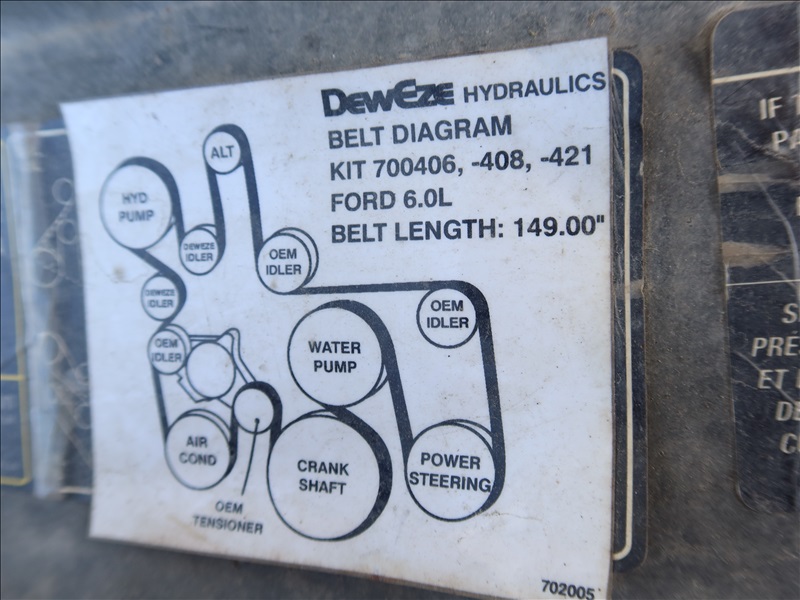 DewEze HYDRAULICS
BELT DIAGRAM
KIT 700406, -408, -421
FORD 6.0L
BELT LENGTH: 149.00"
ALT
HYD
PUMP
DEWEZE
IDLER
OEM
IDLER
DEWEZE
IDLER
OEM
IDLER
OEM
IDLER
WATER
PUMP
AIR
COND
CRANK
SHAFT
POWER
STEERING
OEM
TENSIONER
702005
IF
PA
S
PRE
ET
D
C